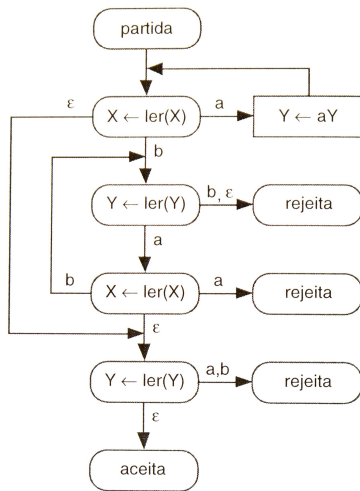 partida
ε
X ← ler(X)
a
Y ← aY
b
Y ← ler(Y)
b, ε
rejeita
a
b
X ← ler(X)
a
rejeita
ε
Y ← ler(Y)
a,b
rejeita
ε
aceita